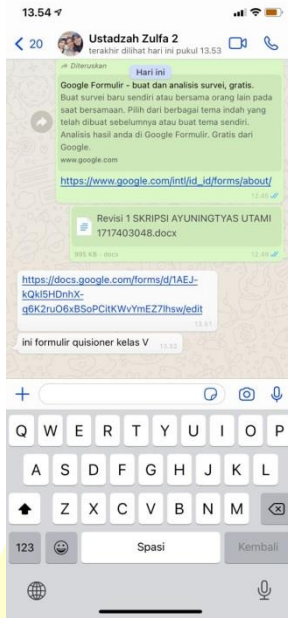 13.54
20
Ustadzah Zulfa 2
terakhir dilihat hari ini pukul 13.53
Diteruskan
Hari ini
Google Formulir - buat dan analisis survei, gratis.
Buat survei baru sendiri atau bersama orang lain pada
saat bersamaan. Pilih dari berbagai tema indah yang
telah dibuat sebelumnya atau buat tema sendiri.
Analisis hasil anda di Google Formulir. Gratis dari
Google.
www.google.com
https://www.google.com/intl/id_id/forms/about/
13.45
Revisi 1 SKRIPSI AYUNINGTYAS UTAMI
1717403048.docx
995 KB · docx
13.46
https://docs.google.com/forms/d/1AEJ-
kQkI5HDnhX-
q6K2ruO6xBSoPCitKWvYmEZ7lhsw/edit
13.51
ini formulir quisioner kelas V
13.53
Q W E R T Y U I O P
A S D F G H J K L
Z X C V B N M
123
Spasi
Kembali